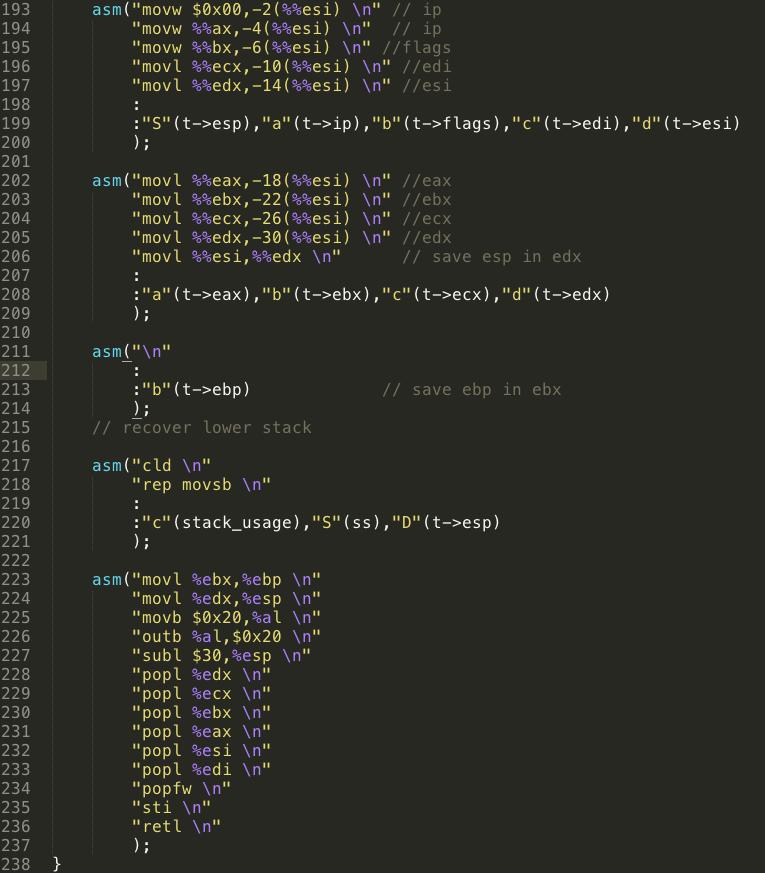 193 asm("movw $0x00,-2(%%esi) \n" // ip
194 "movw %%ax,-4(%%esi) \n" // ip
195 "movw %%bx,-6(%%esi) \n" //flags
196 "movl %%ecx,-10(%%esi) \n" //edi
197 "movl %%edx,-14(%%esi) \n" //esi
198 :
199 :"S"(t->esp),"a"(t->ip),"b"(t->flags),"c"(t->edi),"d"(t->esi)
200 );
201
202 asm("movl %%eax,-18(%%esi) \n" //eax
203 "movl %%ebx,-22(%%esi) \n" //ebx
204 "movl %%ecx,-26(%%esi) \n" //ecx
205 "movl %%edx,-30(%%esi) \n" //edx
206 "movl %%esi,%%edx \n" // save esp in edx
207 :
208 :"a"(t->eax),"b"(t->ebx),"c"(t->ecx),"d"(t->edx)
209 );
210
211 asm("\n"
212 :
213 :"b"(t->ebp) // save ebp in ebx
214 );
215 // recover lower stack
216
217 asm("cld \n"
218 "rep movsb \n"
219 :
220 :"c"(stack_usage),"S"(ss),"D"(t->esp)
221 );
222
223 asm("movl %ebx,%ebp \n"
224 "movl %edx,%esp \n"
225 "movb $0x20,%al \n"
226 "outb %al,$0x20 \n"
227 "subl $30,%esp \n"
228 "popl %edx \n"
229 "popl %ecx \n"
230 "popl %ebx \n"
231 "popl %eax \n"
232 "popl %esi \n"
233 "popl %edi \n"
234 "popfw \n"
235 "sti \n"
236 "retl \n"
237 );
238 }